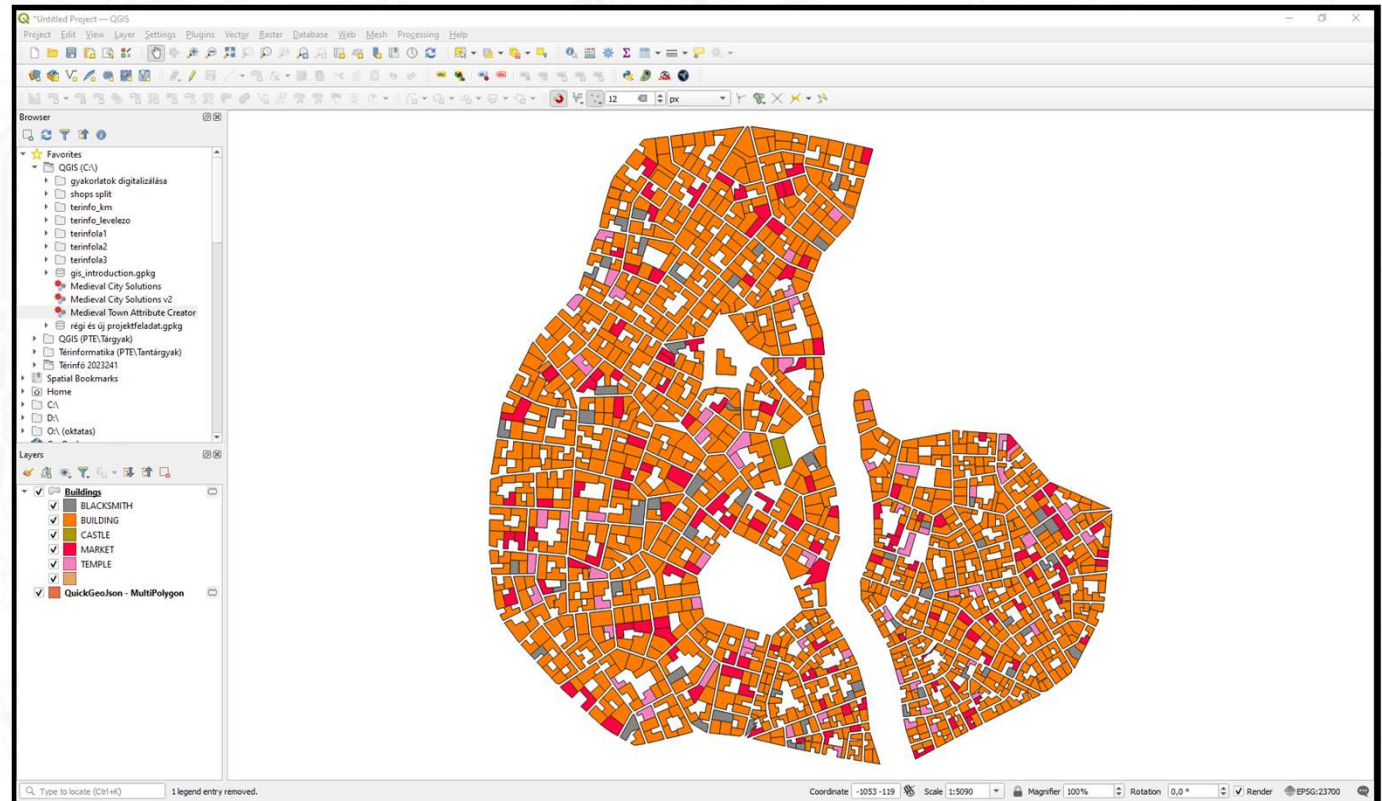 *Untitled Project — QGIS
Project Edit View Layer Settings Plugins Vector Raster Database Web Mesh Processing Help
12 px
Browser
Favorites
QGIS (C:\)
gyakorlatok digitalizálása
shops split
terinfo_km
terinfo_levelezo
terinfola1
terinfola2
terinfola3
gis_introduction.gpkg
Medieval City Solutions
Medieval City Solutions v2
Medieval Town Attribute Creator
régi és új projektfeladat.gpkg
QGIS (PTE\Tárgyak)
Térinformatika (PTE\Tantárgyak)
Térinfó 2023241
Spatial Bookmarks
Home
C:\
D:\
O:\ (oktatas)
Layers
Buildings
BLACKSMITH
BUILDING
CASTLE
MARKET
TEMPLE
QuickGeoJson - MultiPolygon
Type to locate (Ctrl+K) 1 legend entry removed. Coordinate -1053 -119 Scale 1:5090 Magnifier 100% Rotation 0,0 ° Render EPSG:23700